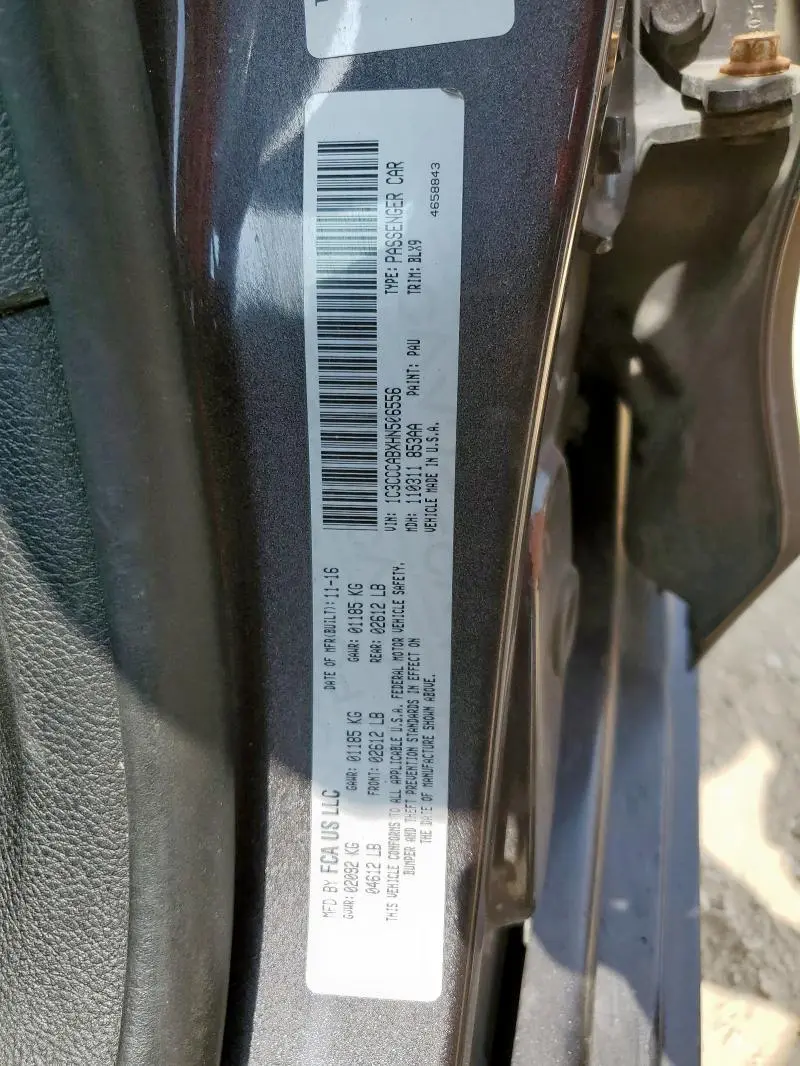 MFD BY FCA US LLC DATE OF MFR(BUILT): 11-16
GVWR: 02092 KG GAWR: 01185 KG GAWR: 01185 KG
04612 LB FRONT: 02612 LB REAR: 02612 LB
THIS VEHICLE CONFORMS TO ALL APPLICABLE U.S.A. FEDERAL MOTOR VEHICLE SAFETY,
BUMPER AND THEFT PREVENTION STANDARDS IN EFFECT ON
THE DATE OF MANUFACTURE SHOWN ABOVE.
VIN: 1C3CCCABXHN506556 TYPE: PASSENGER CAR
MDH: 110311 853AA PAINT: PAU TRIM: BLX9
VEHICLE MADE IN U.S.A.
4658843